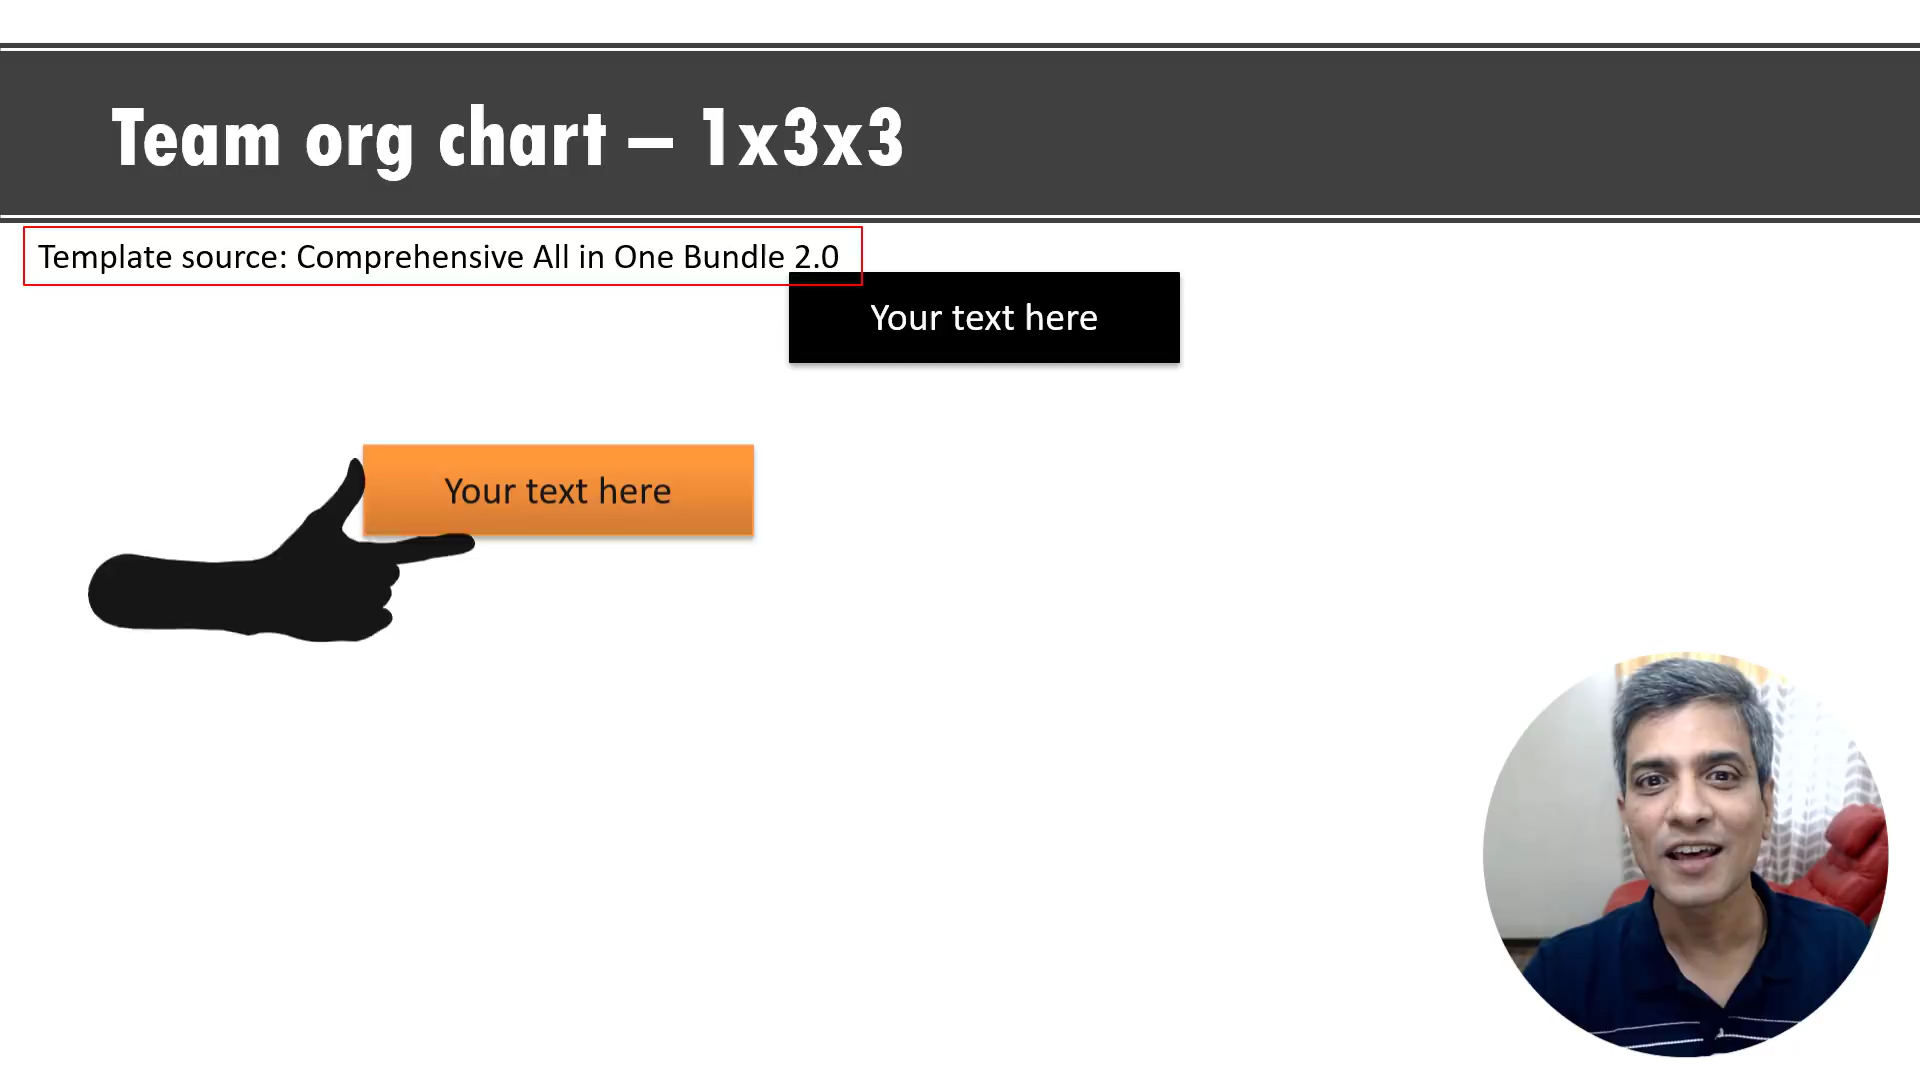 Team org chart – 1x3x3
Template source: Comprehensive All in One Bundle 2.0
Your text here
Your text here